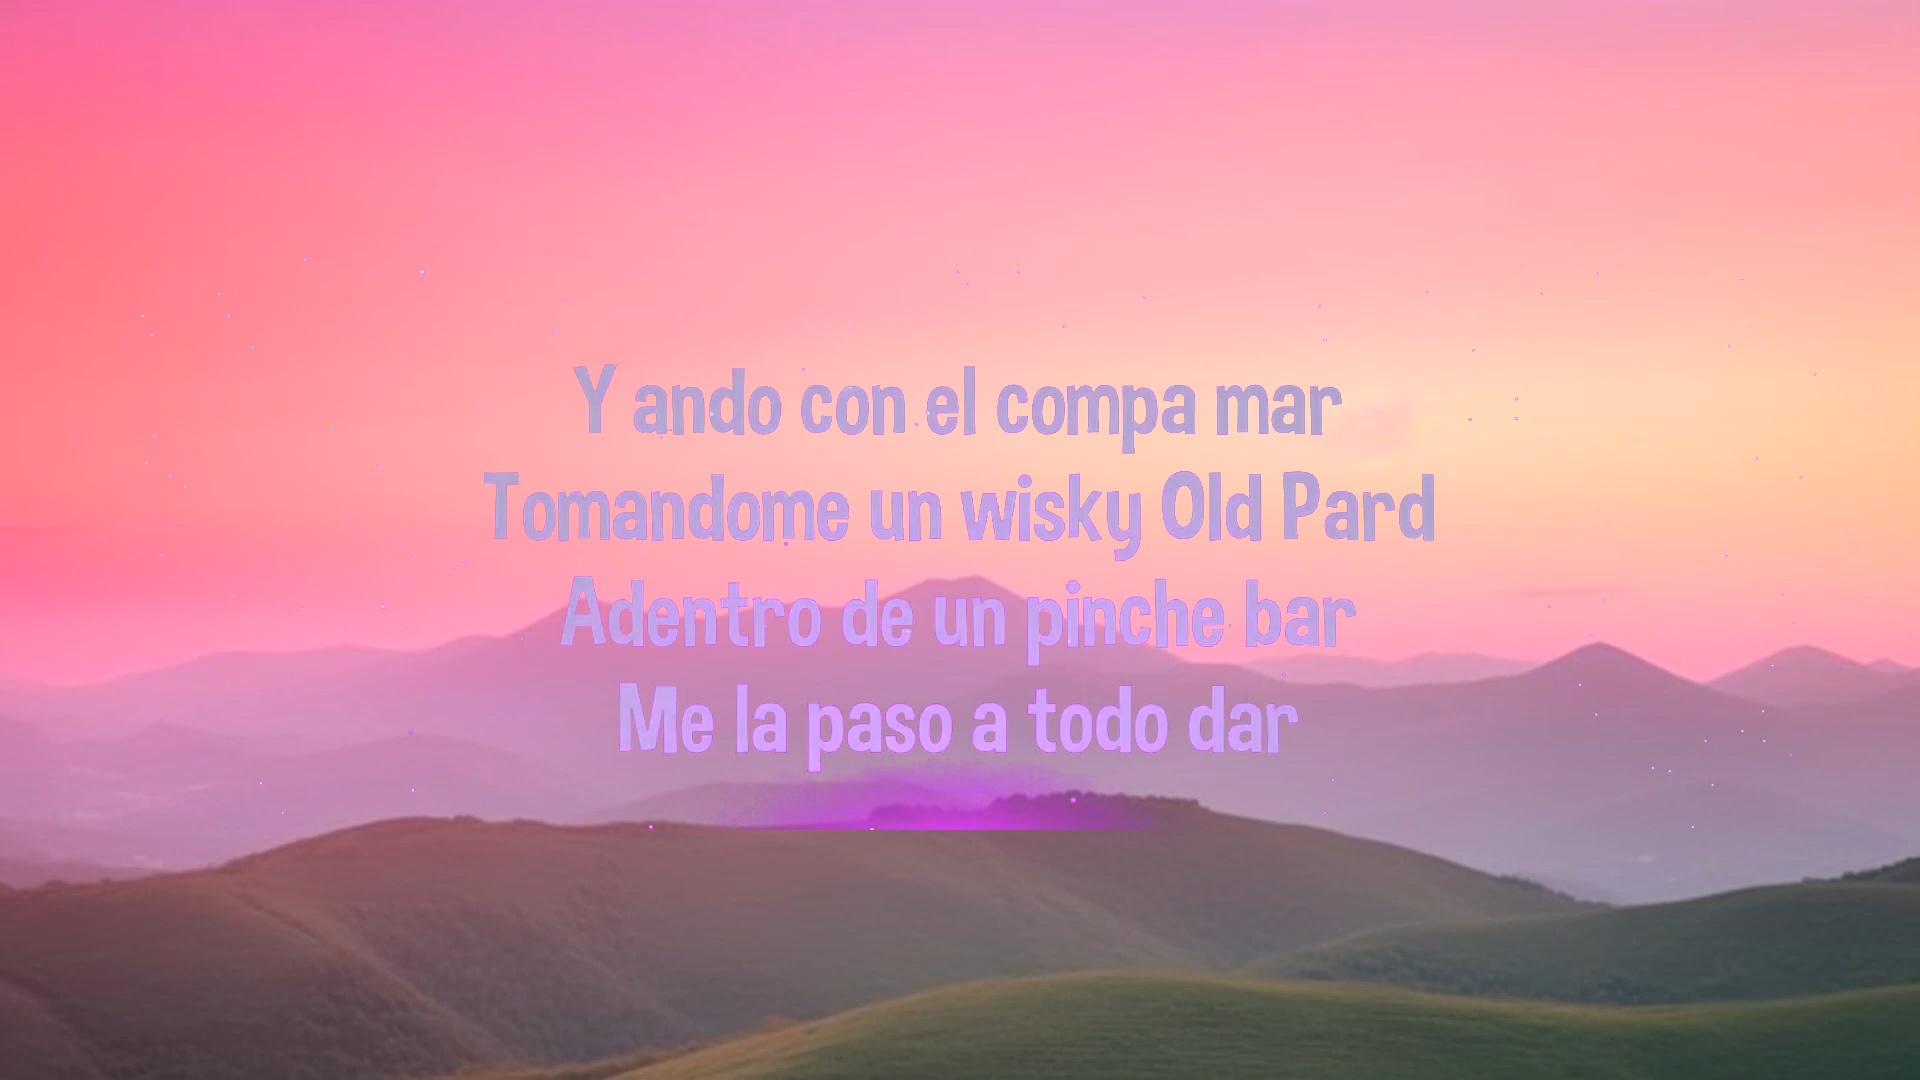 Y ando con el compa mar
Tomandome un wisky Old Pard
Adentro de un pinche bar
Me la paso a todo dar